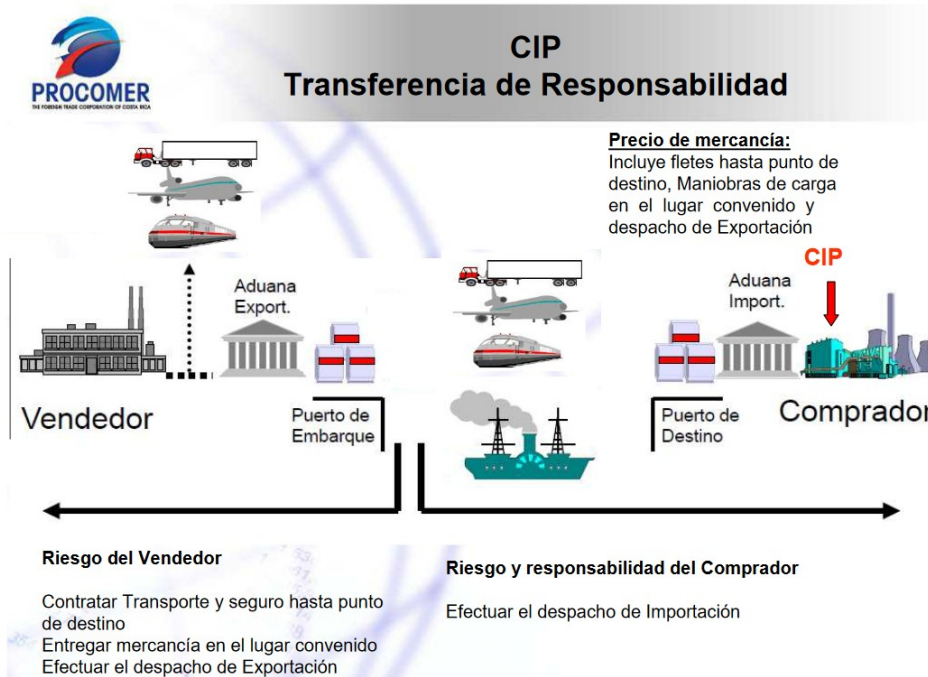 CIP
Transferencia de Responsabilidad
PROCOMER
THE FOREIGN TRADE CORPORATION OF COSTA RICA
Precio de mercancía:
Incluye fletes hasta punto de
destino, Maniobras de carga
en el lugar convenido y
despacho de Exportación
CIP
Aduana
Export.
Aduana
Import.
Vendedor
Puerto de
Embarque
Puerto de
Destino
Comprador
Riesgo del Vendedor
Contratar Transporte y seguro hasta punto
de destino
Entregar mercancía en el lugar convenido
Efectuar el despacho de Exportación
Riesgo y responsabilidad del Comprador
Efectuar el despacho de Importación